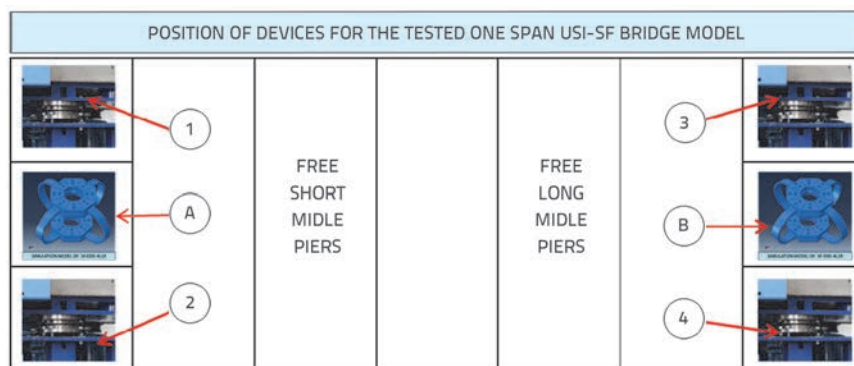 POSITION OF DEVICES FOR THE TESTED ONE SPAN USI-SF BRIDGE MODEL
1
A
2
FREE
SHORT
MIDLE
PIERS
FREE
LONG
MIDLE
PIERS
3
B
4